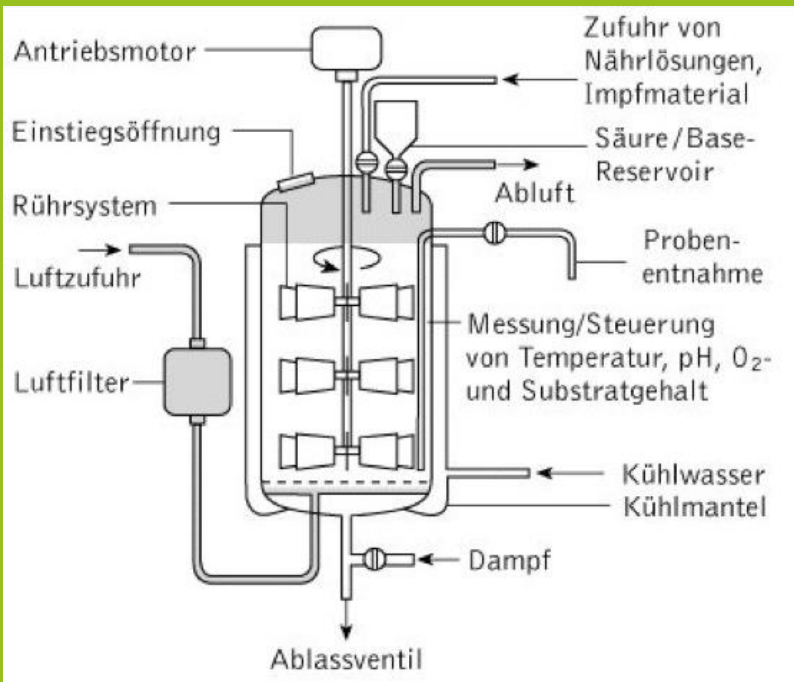 Antriebsmotor
Einstiegsöffnung
Rührsystem
Luftzufuhr
Luftfilter
Zufuhr von
Nährlösungen,
Impfmaterial
Säure/Base-
Reservoir
Abluft
Proben-
entnahme
Messung/Steuerung
von Temperatur, pH, O₂-
und Substratgehalt
Kühlwasser
Kühlmantel
Dampf
Ablassventil